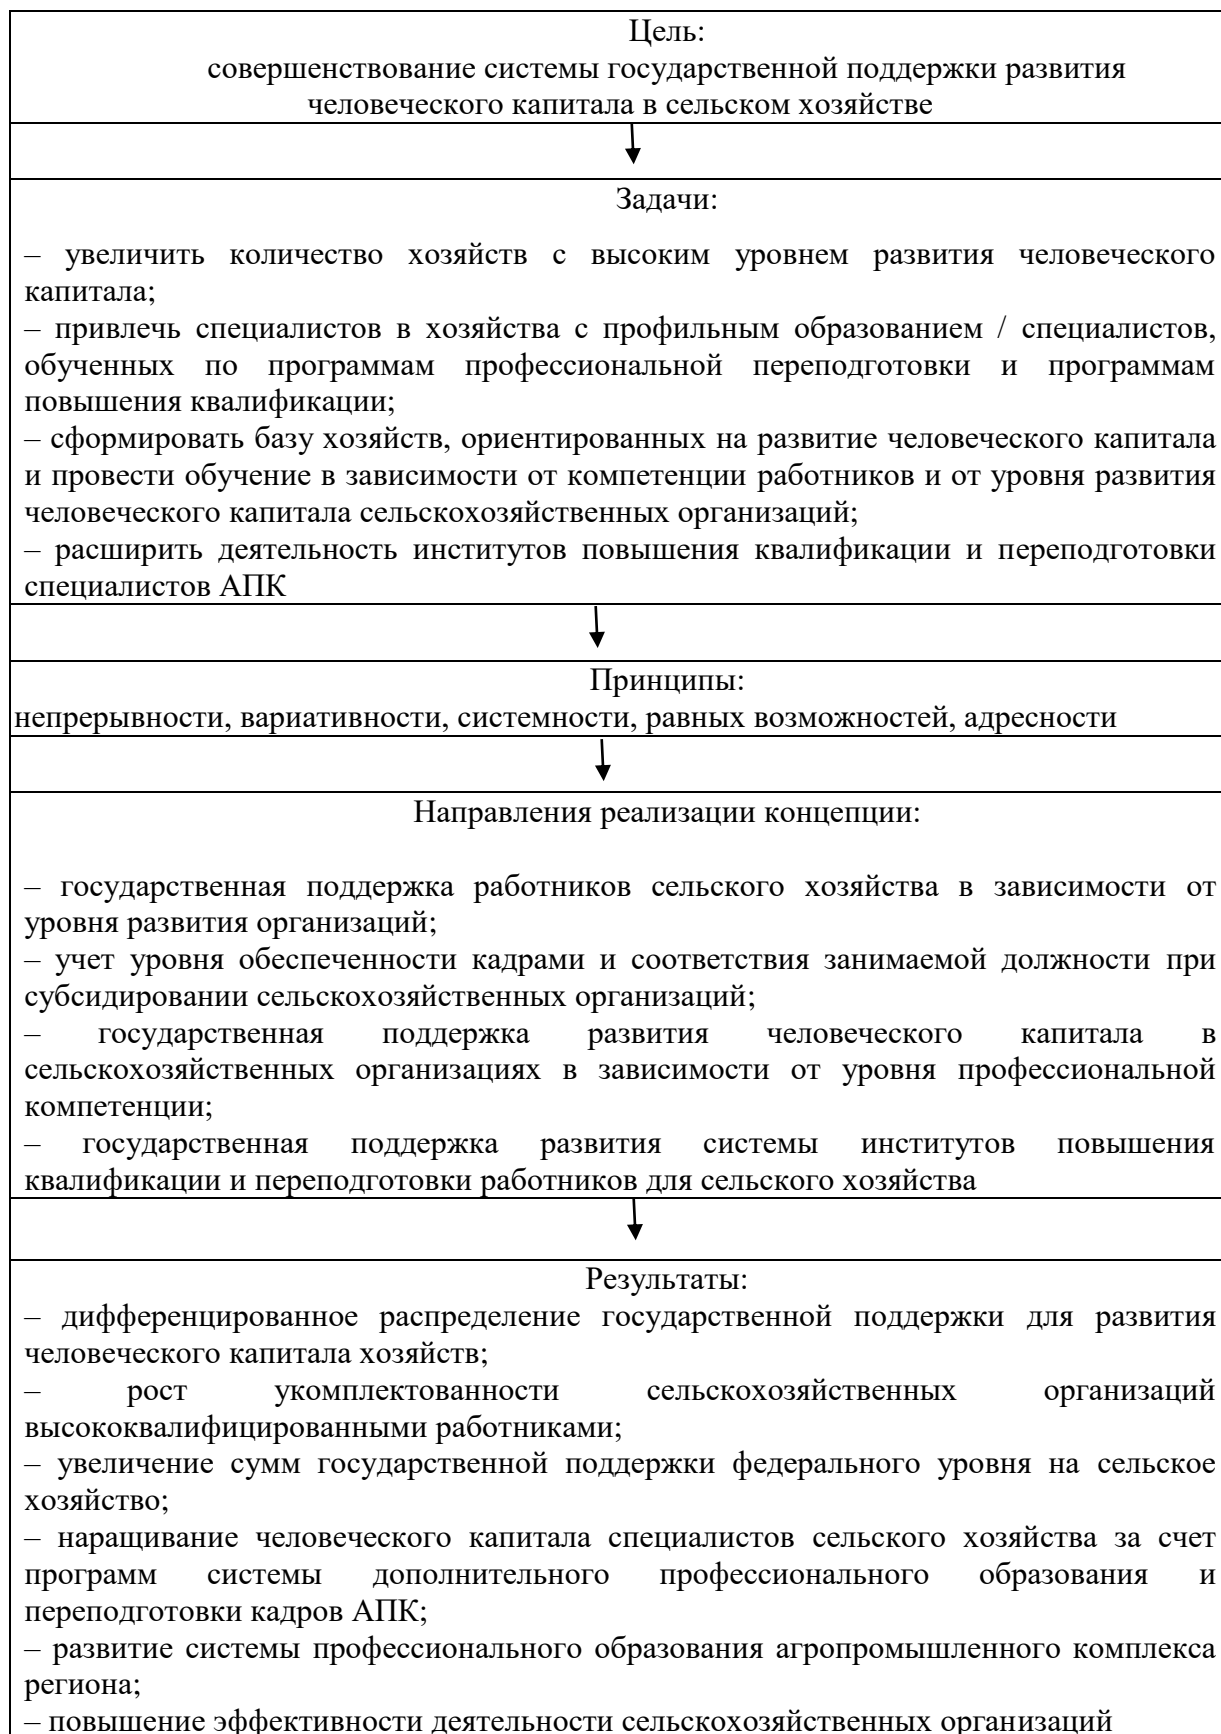 Цель:
совершенствование системы государственной поддержки развития
человеческого капитала в сельском хозяйстве
Задачи:
– увеличить количество хозяйств с высоким уровнем развития человеческого
капитала;
– привлечь специалистов в хозяйства с профильным образованием / специалистов,
обученных по программам профессиональной переподготовки и программам
повышения квалификации;
– сформировать базу хозяйств, ориентированных на развитие человеческого капитала
и провести обучение в зависимости от компетенции работников и от уровня развития
человеческого капитала сельскохозяйственных организаций;
– расширить деятельность институтов повышения квалификации и переподготовки
специалистов АПК
Принципы:
непрерывности, вариативности, системности, равных возможностей, адресности
Направления реализации концепции:
– государственная поддержка работников сельского хозяйства в зависимости от
уровня развития организаций;
– учет уровня обеспеченности кадрами и соответствия занимаемой должности при
субсидировании сельскохозяйственных организаций;
– государственная поддержка развития человеческого капитала в
сельскохозяйственных организациях в зависимости от уровня профессиональной
компетенции;
– государственная поддержка развития системы институтов повышения
квалификации и переподготовки работников для сельского хозяйства
Результаты:
– дифференцированное распределение государственной поддержки для развития
человеческого капитала хозяйств;
– рост укомплектованности сельскохозяйственных организаций
высококвалифицированными работниками;
– увеличение сумм государственной поддержки федерального уровня на сельское
хозяйство;
– наращивание человеческого капитала специалистов сельского хозяйства за счет
программ системы дополнительного профессионального образования и
переподготовки кадров АПК;
– развитие системы профессионального образования агропромышленного комплекса
региона;
– повышение эффективности деятельности сельскохозяйственных организаций